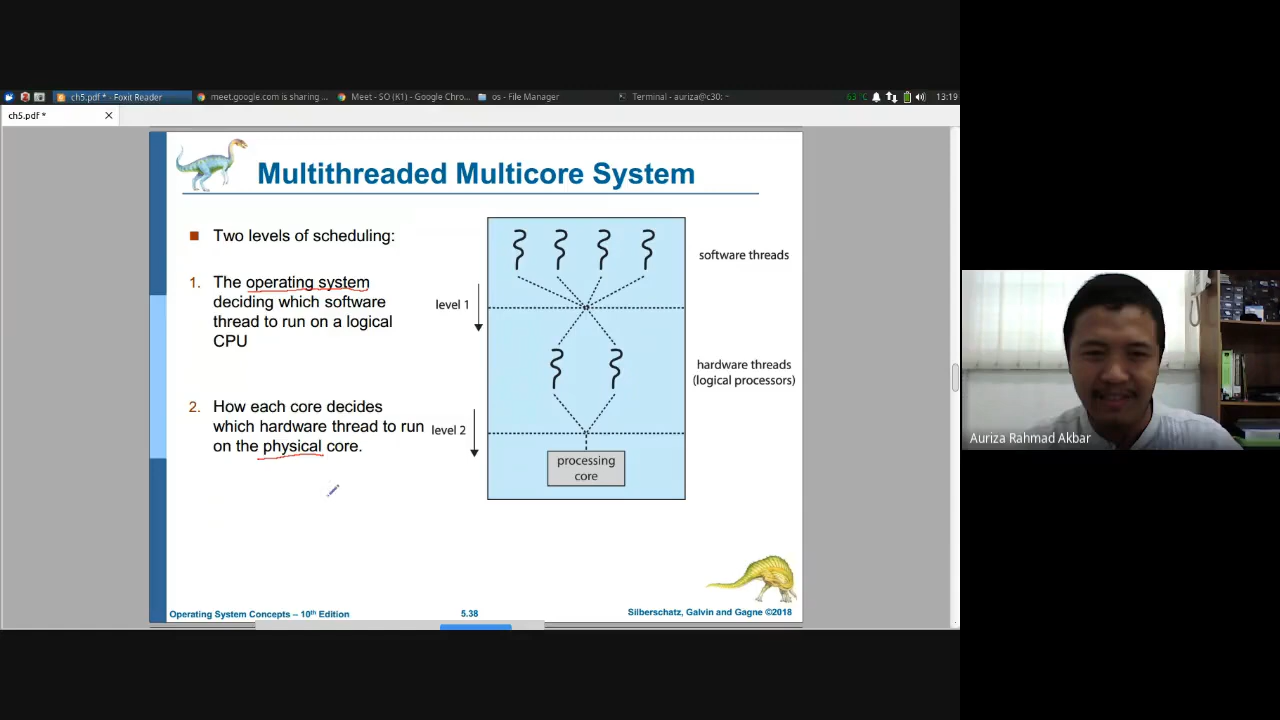 ch5.pdf * - Foxit Reader
meet.google.com is sharing ...
Meet - SO (K1) - Google Chro...
os - File Manager
Terminal - auriza@c30: ~
63 °C
13:19
ch5.pdf *
Multithreaded Multicore System
Two levels of scheduling:
1. The operating system
deciding which software
thread to run on a logical
CPU
2. How each core decides
which hardware thread to run
on the physical core.
software threads
level 1
hardware threads
(logical processors)
level 2
processing
core
Operating System Concepts – 10th Edition
5.38
Silberschatz, Galvin and Gagne ©2018
Auriza Rahmad Akbar